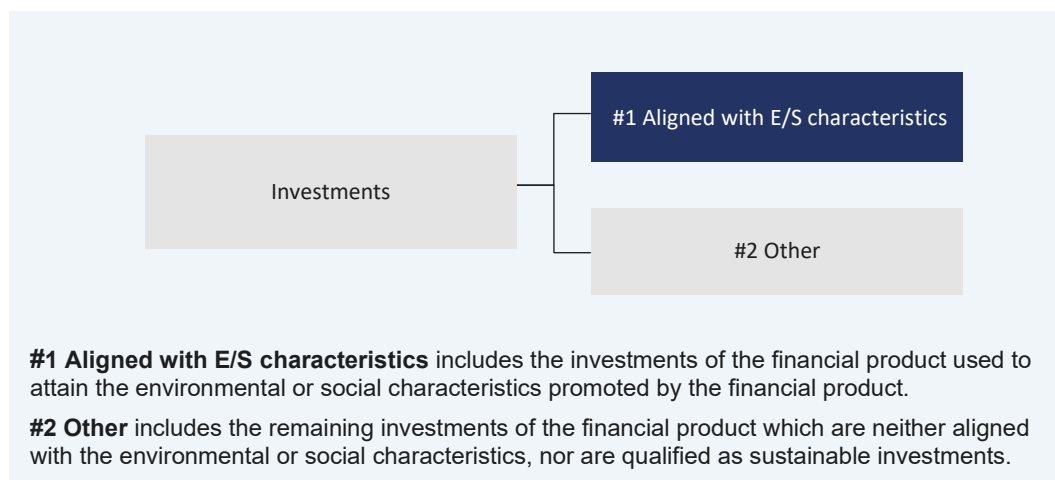 #1 Aligned with E/S characteristics
Investments
#2 Other
#1 Aligned with E/S characteristics includes the investments of the financial product used to
attain the environmental or social characteristics promoted by the financial product.
#2 Other includes the remaining investments of the financial product which are neither aligned
with the environmental or social characteristics, nor are qualified as sustainable investments.